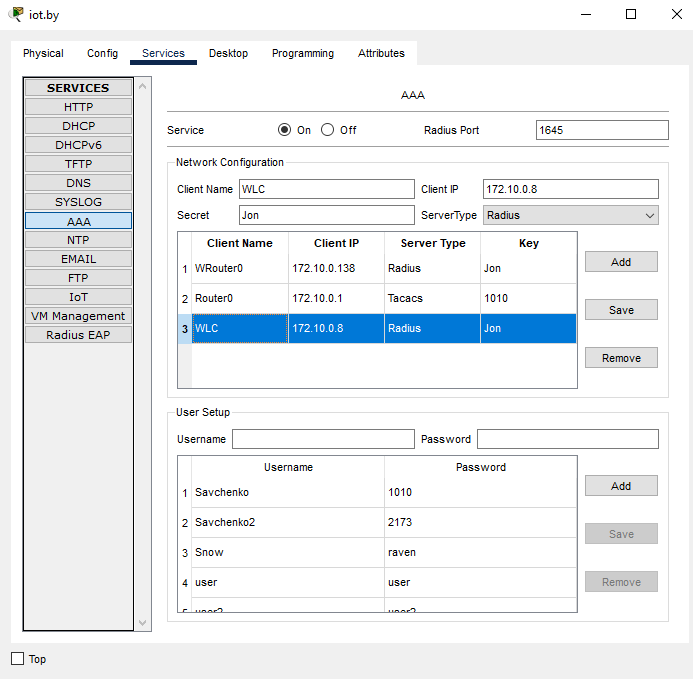 iot.by
Physical Config Services Desktop Programming Attributes
SERVICES
HTTP
DHCP
DHCPv6
TFTP
DNS
SYSLOG
AAA
NTP
EMAIL
FTP
IoT
VM Management
Radius EAP
AAA
Service On Off Radius Port 1645
Network Configuration
Client Name WLC Client IP 172.10.0.8
Secret Jon ServerType Radius
Client Name Client IP Server Type Key
1 WRouter0 172.10.0.138 Radius Jon
2 Router0 172.10.0.1 Tacacs 1010
3 WLC 172.10.0.8 Radius Jon
Add
Save
Remove
User Setup
Username Password
Username Password
1 Savchenko 1010
2 Savchenko2 2173
3 Snow raven
4 user user
5 user2 user2
Add
Save
Remove
Top